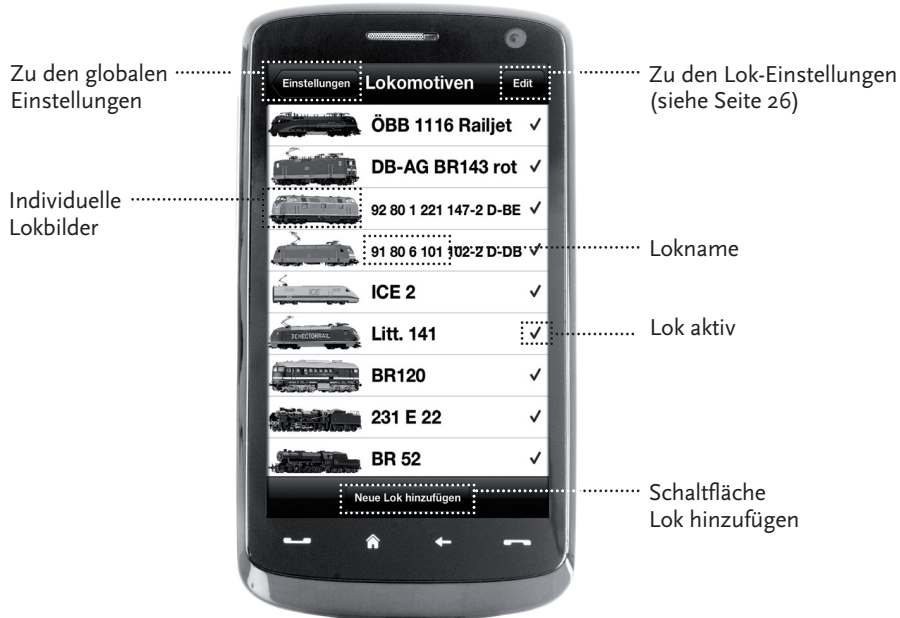 Zu den globalen
Einstellungen
Einstellungen
Lokomotiven
Edit
Zu den Lok-Einstellungen
(siehe Seite 26)
ÖBB 1116 Railjet ✓
DB-AG BR143 rot ✓
Individuelle
Lokbilder
92 80 1 221 147-2 D-BE ✓
91 80 6 101 102-2 D-DB ✓
Lokname
ICE
ICE 2 ✓
HECTORRAIL
Litt. 141 ✓
Lok aktiv
BR120 ✓
231 E 22 ✓
BR 52 ✓
Neue Lok hinzufügen
Schaltfläche
Lok hinzufügen